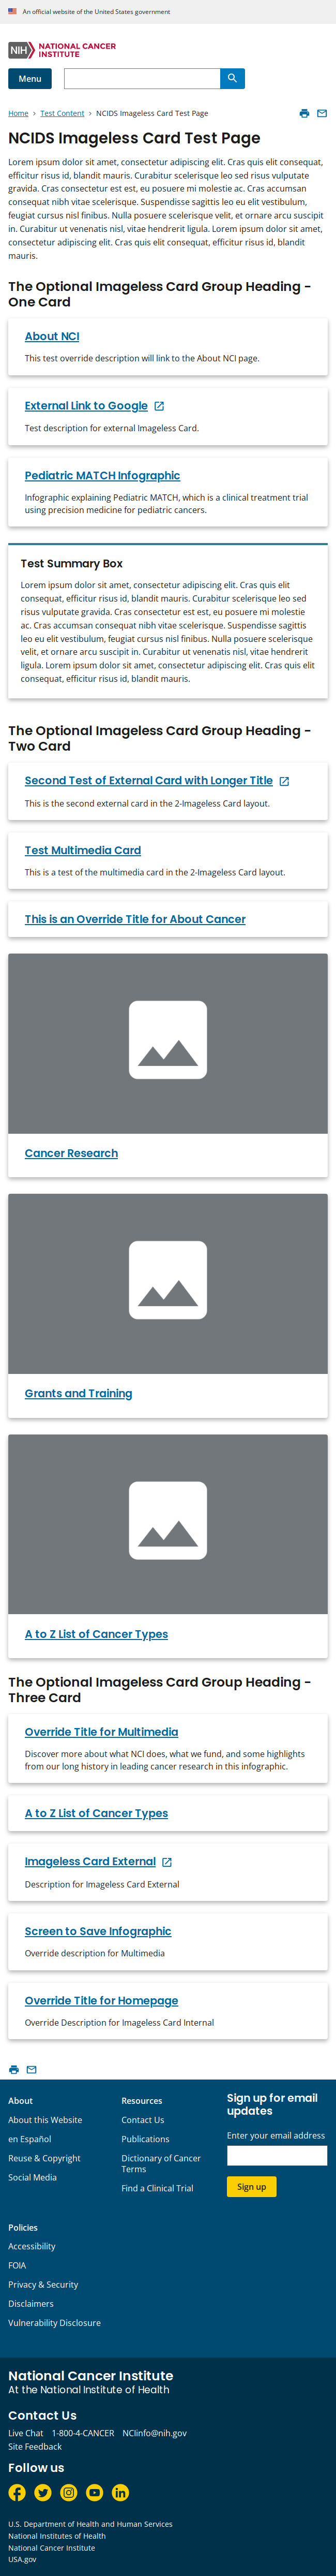 An official website of the United States government
NIH
NATIONAL CANCER
INSTITUTE
Menu
Home
Test Content
NCIDS Imageless Card Test Page
NCIDS Imageless Card Test Page
Lorem ipsum dolor sit amet, consectetur adipiscing elit. Cras quis elit
consequat, efficitur risus id, blandit mauris. Curabitur scelerisque leo sed risus vulputate
gravida. Cras consectetur est est, eu posuere mi molestie ac. Cras accumsan
consequat nibh vitae scelerisque. Suspendisse sagittis leo eu elit vestibulum, feugiat
cursus nisl finibus. Nulla posuere scelerisque velit, et ornare arcu suscipit
in. Curabitur ut venenatis nisl, vitae hendrerit ligula. Lorem ipsum dolor sit amet,
consectetur adipiscing elit. Cras quis elit consequat, efficitur risus id, blandit
mauris.
The Optional Imageless Card Group Heading -
One Card
About NCI
This test override description will link to the About NCI page.
External Link to Google
Test description for external Imageless Card.
Pediatric MATCH Infographic
Infographic explaining Pediatric MATCH, which is a clinical treatment trial
using precision medicine for pediatric cancers.
Test Summary Box
Lorem ipsum dolor sit amet, consectetur adipiscing elit. Cras quis elit
consequat, efficitur risus id, blandit mauris. Curabitur scelerisque leo sed
risus vulputate gravida. Cras consectetur est est, eu posuere mi molestie
ac. Cras accumsan consequat nibh vitae scelerisque. Suspendisse sagittis
leo eu elit vestibulum, feugiat cursus nisl finibus. Nulla posuere scelerisque
velit, et ornare arcu suscipit in. Curabitur ut venenatis nisl, vitae hendrerit
ligula. Lorem ipsum dolor sit amet, consectetur adipiscing elit. Cras quis elit
consequat, efficitur risus id, blandit mauris.
The Optional Imageless Card Group Heading -
Two Card
Second Test of External Card with Longer Title
This is the second external card in the 2-Imageless Card layout.
Test Multimedia Card
This is a test of the multimedia card in the 2-Imageless Card layout.
This is an Override Title for About Cancer
Cancer Research
Grants and Training
A to Z List of Cancer Types
The Optional Imageless Card Group Heading -
Three Card
Override Title for Multimedia
Discover more about what NCI does, what we fund, and some highlights
from our long history in leading cancer research in this infographic.
A to Z List of Cancer Types
Imageless Card External
Description for Imageless Card External
Screen to Save Infographic
Override description for Multimedia
Override Title for Homepage
Override Description for Imageless Card Internal
About
About this Website
en Español
Reuse & Copyright
Social Media
Resources
Contact Us
Publications
Dictionary of Cancer
Terms
Find a Clinical Trial
Sign up for email
updates
Enter your email address
Sign up
Policies
Accessibility
FOIA
Privacy & Security
Disclaimers
Vulnerability Disclosure
National Cancer Institute
At the National Institute of Health
Contact Us
Live Chat 1-800-4-CANCER NCIinfo@nih.gov
Site Feedback
Follow us
U.S. Department of Health and Human Services
National Institutes of Health
National Cancer Institute
USA.gov